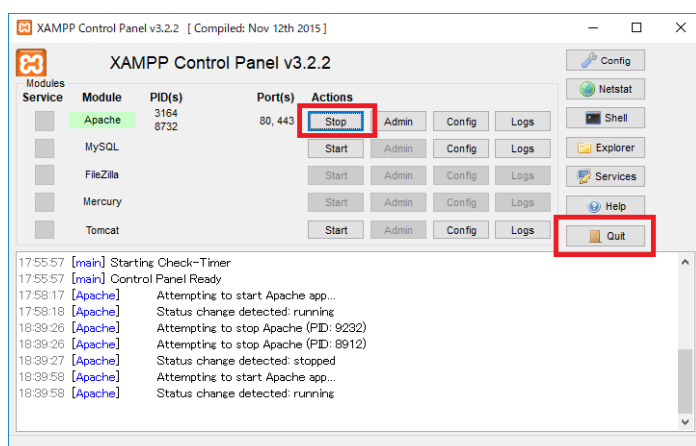 XAMPP Control Panel v3.2.2 [ Compiled: Nov 12th 2015 ]
XAMPP Control Panel v3.2.2
Config
Modules
Service Module PID(s) Port(s) Actions
Netstat
Apache 3164 8732 80, 443 Stop Admin Config Logs
Shell
MySQL Start Admin Config Logs
Explorer
FileZilla Start Admin Config Logs
Services
Mercury Start Admin Config Logs
Help
Tomcat Start Admin Config Logs
Quit
17:55:57 [main] Starting Check-Timer
17:55:57 [main] Control Panel Ready
17:58:17 [Apache] Attempting to start Apache app...
17:58:18 [Apache] Status change detected: running
18:39:26 [Apache] Attempting to stop Apache (PID: 9232)
18:39:26 [Apache] Attempting to stop Apache (PID: 8912)
18:39:27 [Apache] Status change detected: stopped
18:39:58 [Apache] Attempting to start Apache app...
18:39:58 [Apache] Status change detected: running